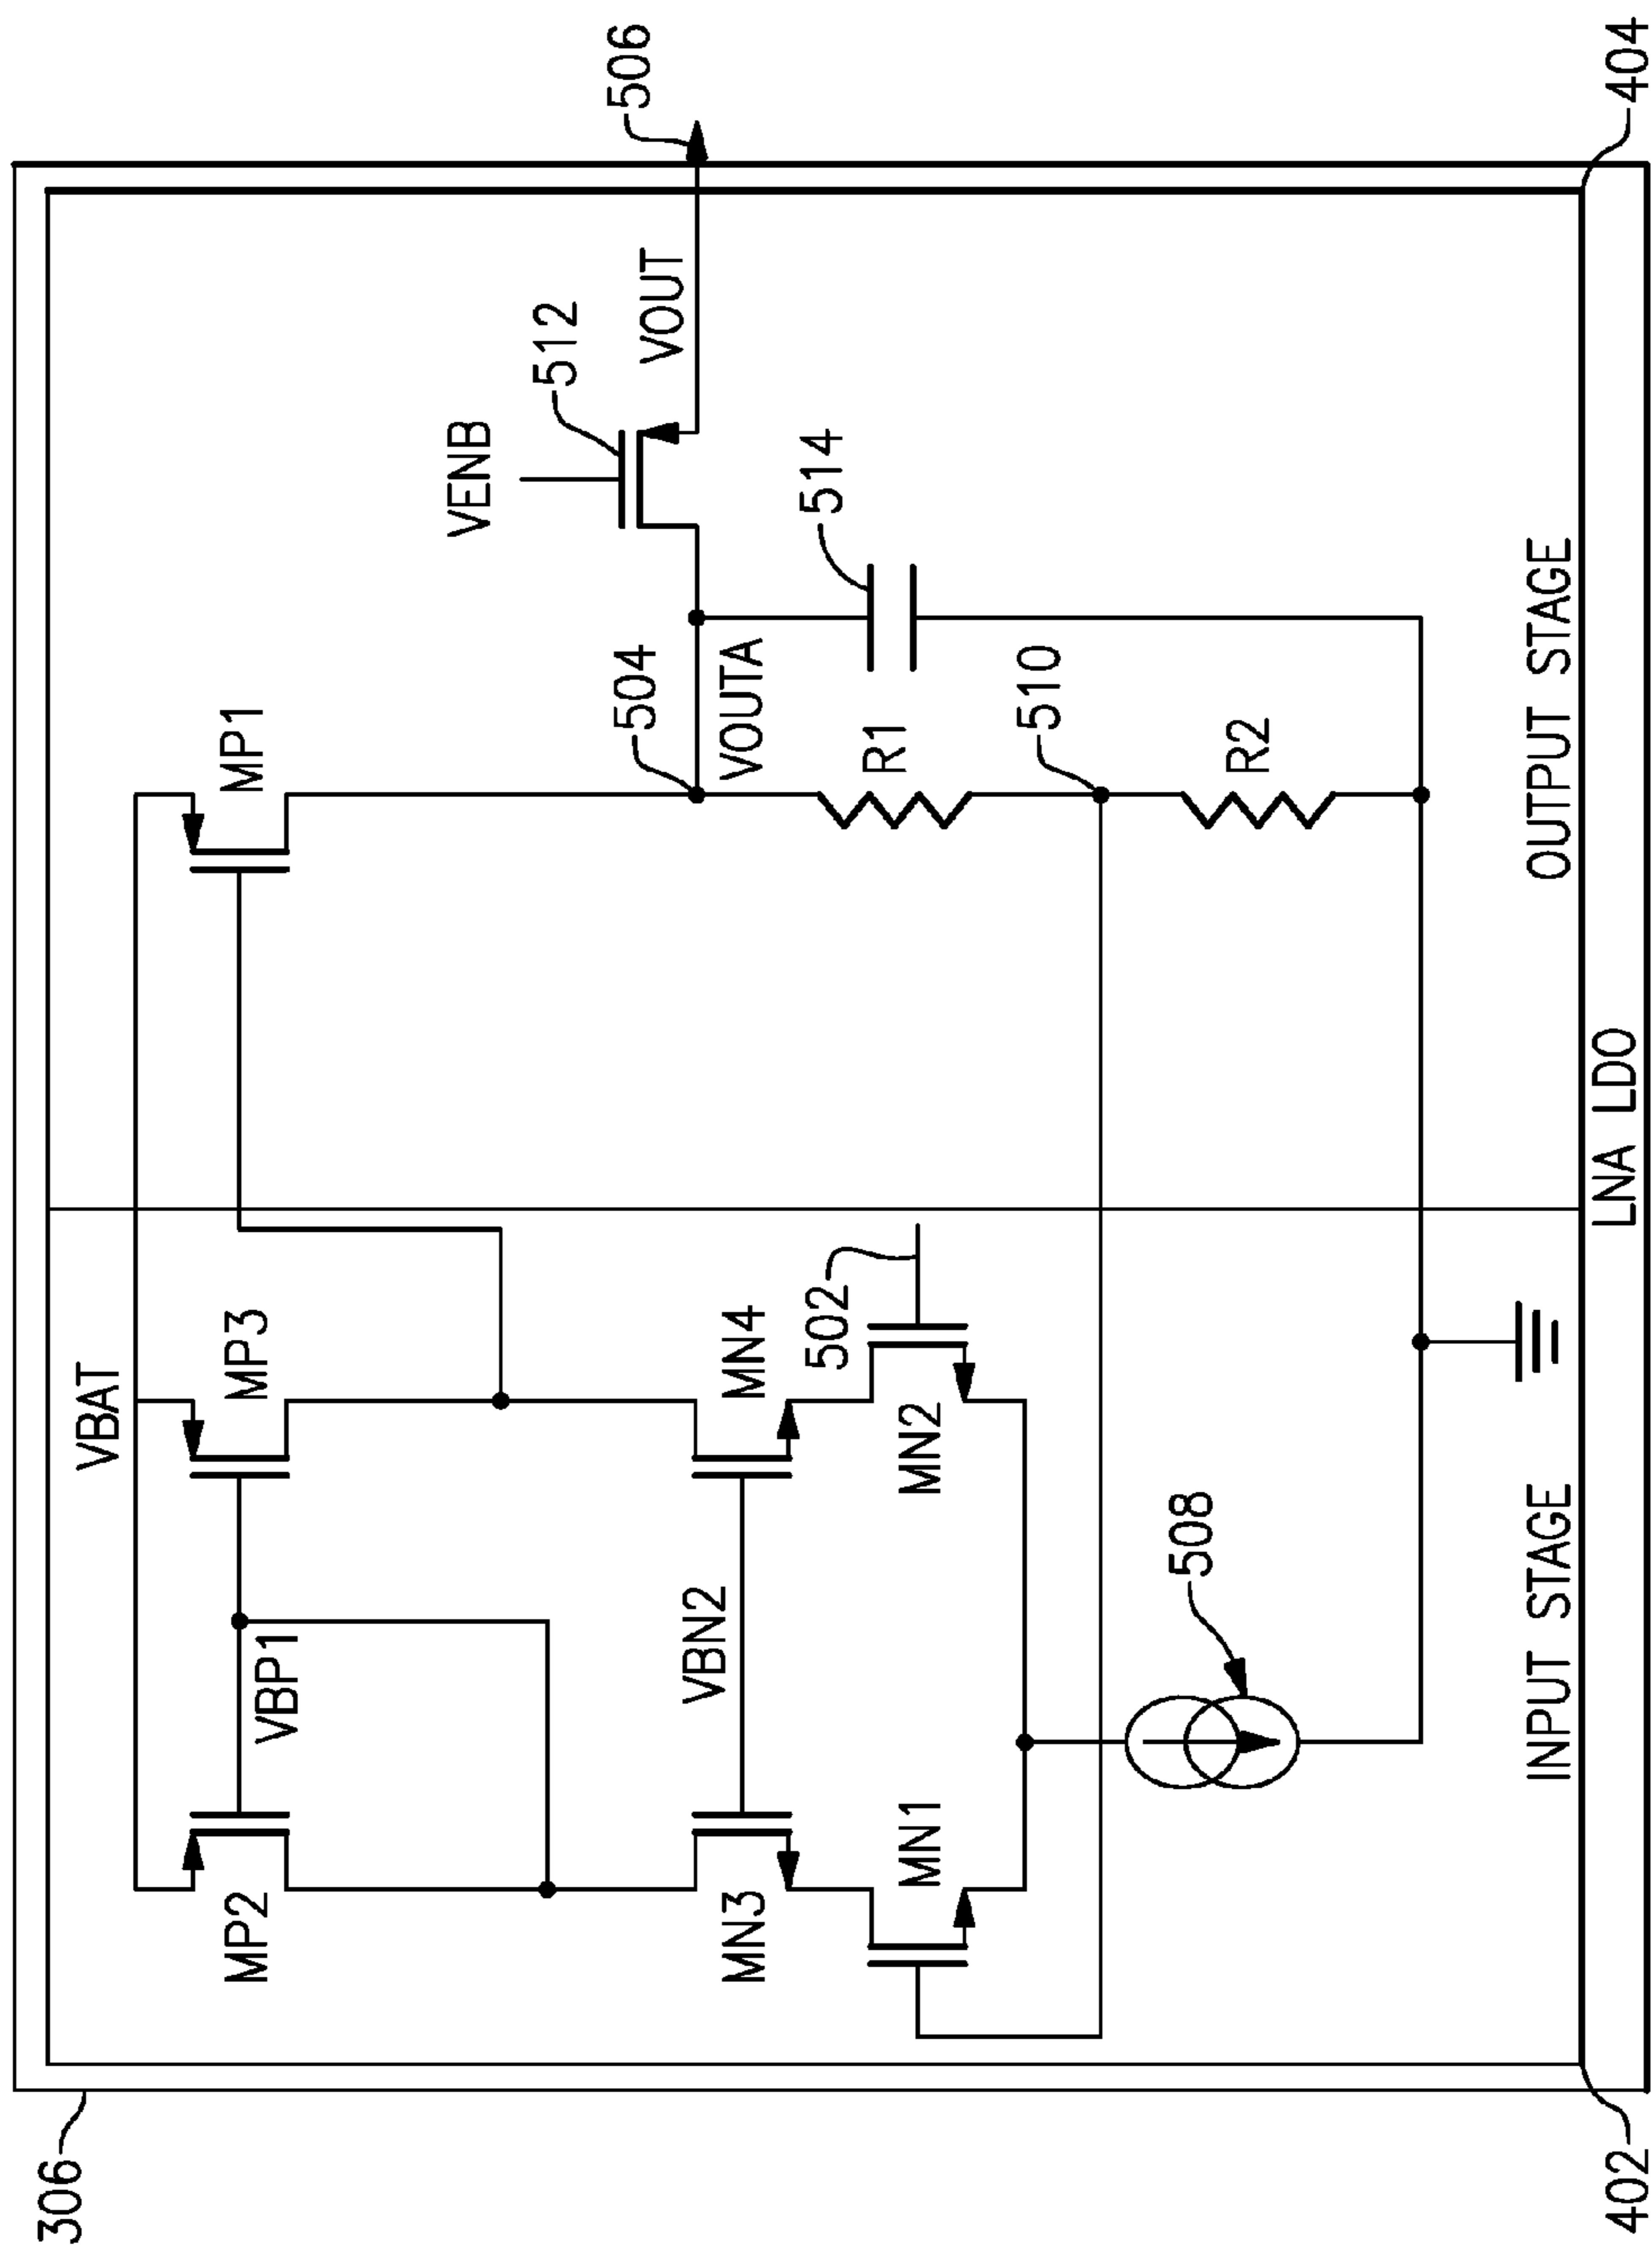 306
VBAT
MP2
VBP1
MP3
MP1
VENB
512
506
504
VOUT
VOUTA
MN3
VBN2
MN4
502
514
R1
MN1
MN2
510
508
R2
INPUT STAGE
OUTPUT STAGE
LNA LDO
402
404